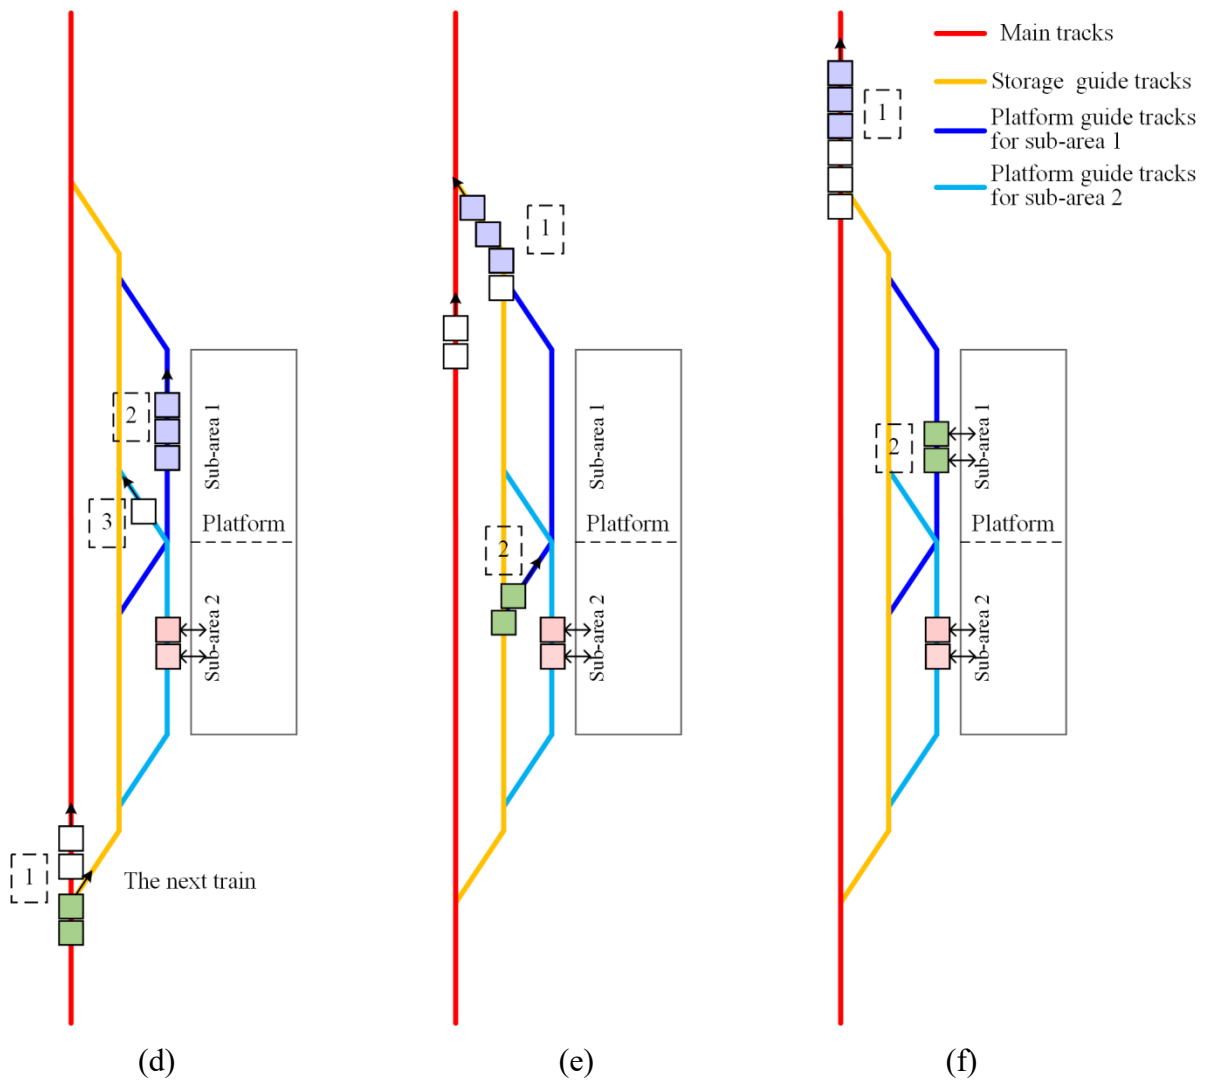 Main tracks
Storage guide tracks
Platform guide tracks
for sub-area 1
Platform guide tracks
for sub-area 2
2
Sub-area 1
3
Platform
Sub-area 2
1
The next train
(d)
1
Sub-area 1
2
Platform
Sub-area 2
(e)
1
2
Sub-area 1
Platform
Sub-area 2
(f)